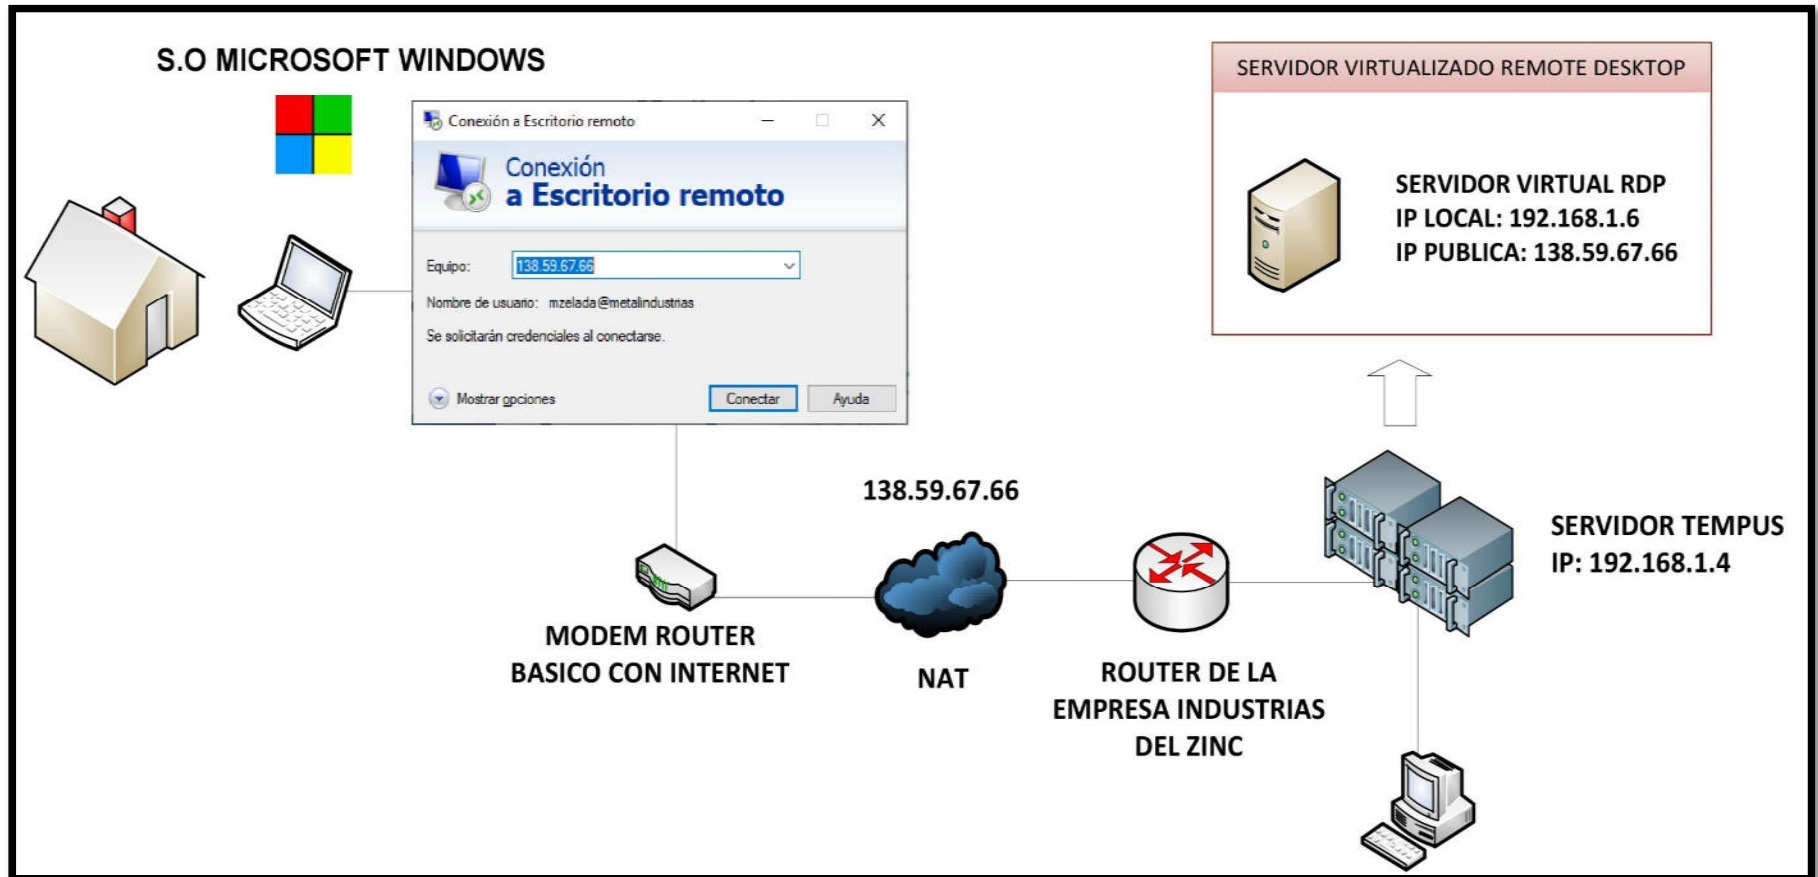 S.O MICROSOFT WINDOWS
Conexión a Escritorio remoto
Conexión
a Escritorio remoto
Equipo:
138.59.67.66
Nombre de usuario: mzelada@metalindustrias
Se solicitarán credenciales al conectarse.
Mostrar opciones
Conectar
Ayuda
SERVIDOR VIRTUALIZADO REMOTE DESKTOP
SERVIDOR VIRTUAL RDP
IP LOCAL: 192.168.1.6
IP PUBLICA: 138.59.67.66
138.59.67.66
SERVIDOR TEMPUS
IP: 192.168.1.4
MODEM ROUTER
BASICO CON INTERNET
NAT
ROUTER DE LA
EMPRESA INDUSTRIAS
DEL ZINC